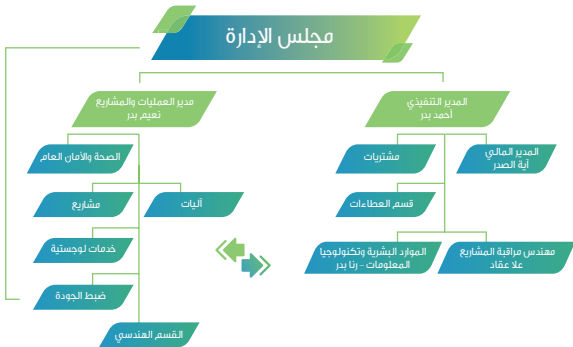 مجلس الإدارة
المدير التنفيذي
أحمد بدر
مدير العمليات والمشاريع
نعيم بدر
المدير المالي
آية الصدر
مشتريات
قسم العطاءات
مهندس مراقبة المشاريع
علا عقاد
الموارد البشرية وتكنولوجيا
المعلومات - رنا بدر
الصحة والأمان العام
آليات
مشاريع
خدمات لوجستية
ضبط الجودة
القسم الهندسي